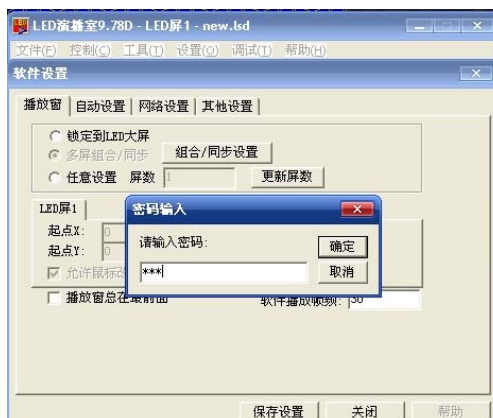 LED演播室9.78D - LED屏1 - new.lsd
文件(F) 控制(C) 工具(T) 设置(O) 调试(T) 帮助(H)
软件设置
播放窗 自动设置 网络设置 其他设置
锁定到LED大屏
多屏组合/同步 组合/同步设置
任意设置 屏数 1 更新屏数
LED屏1
密码输入
起点X: 0
起点Y: 0
请输入密码:
确定
***
取消
允许鼠标
播放窗总在最前面 软件播放帧频: 30
保存设置 关闭 帮助